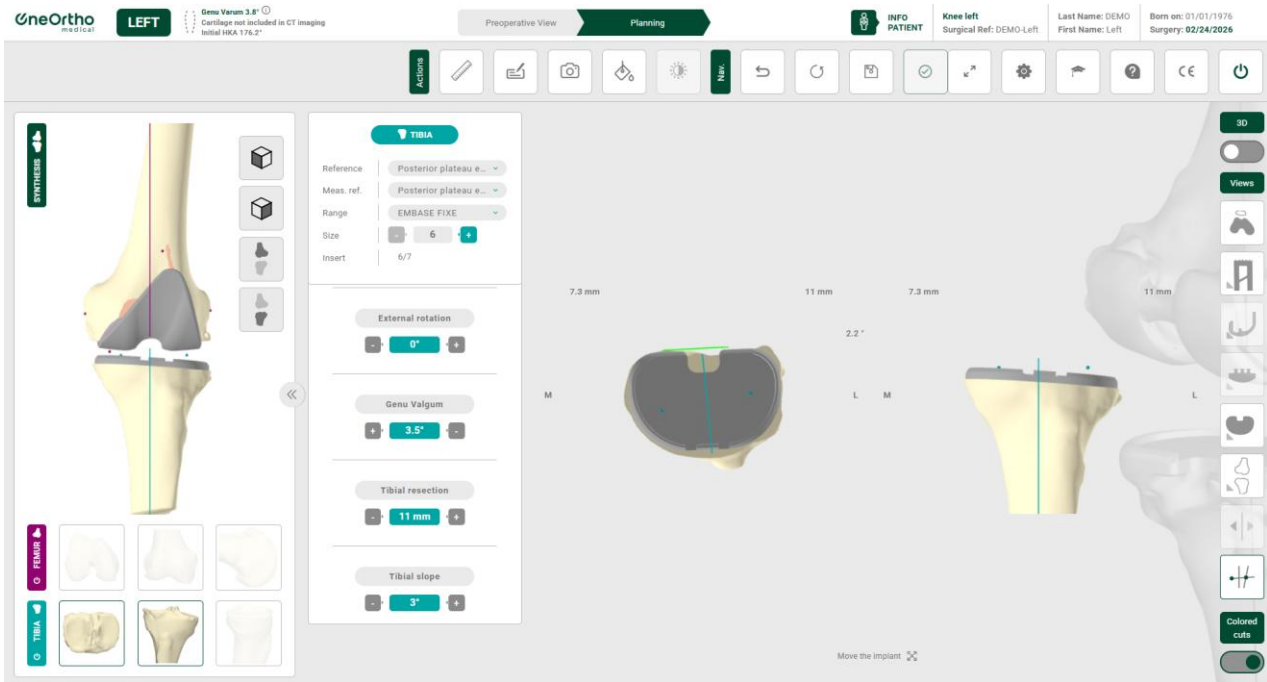 OneOrtho
medical
LEFT
Genu Varum 3.8°
Cartilage not included in CT imaging
Initial HKA 176.2°
Preoperative View
Planning
INFO
PATIENT
Knee left
Surgical Ref: DEMO-Left
Last Name: DEMO
First Name: Left
Born on: 01/01/1976
Surgery: 02/24/2026
Actions
Nav.
CE
SYNTHESIS
TIBIA
Reference
Posterior plateau e...
Meas. ref.
Posterior plateau e...
Range
EMBASE FIXE
Size
- 6 +
Insert
6/7
External rotation
- 0° +
Genu Valgum
+ 3.5° -
Tibial resection
- 11 mm +
Tibial slope
- 3° +
7.3 mm
11 mm
7.3 mm
11 mm
2.2 °
M
L
M
L
Move the implant
3D
Views
Colored
cuts
FEMUR
TIBIA